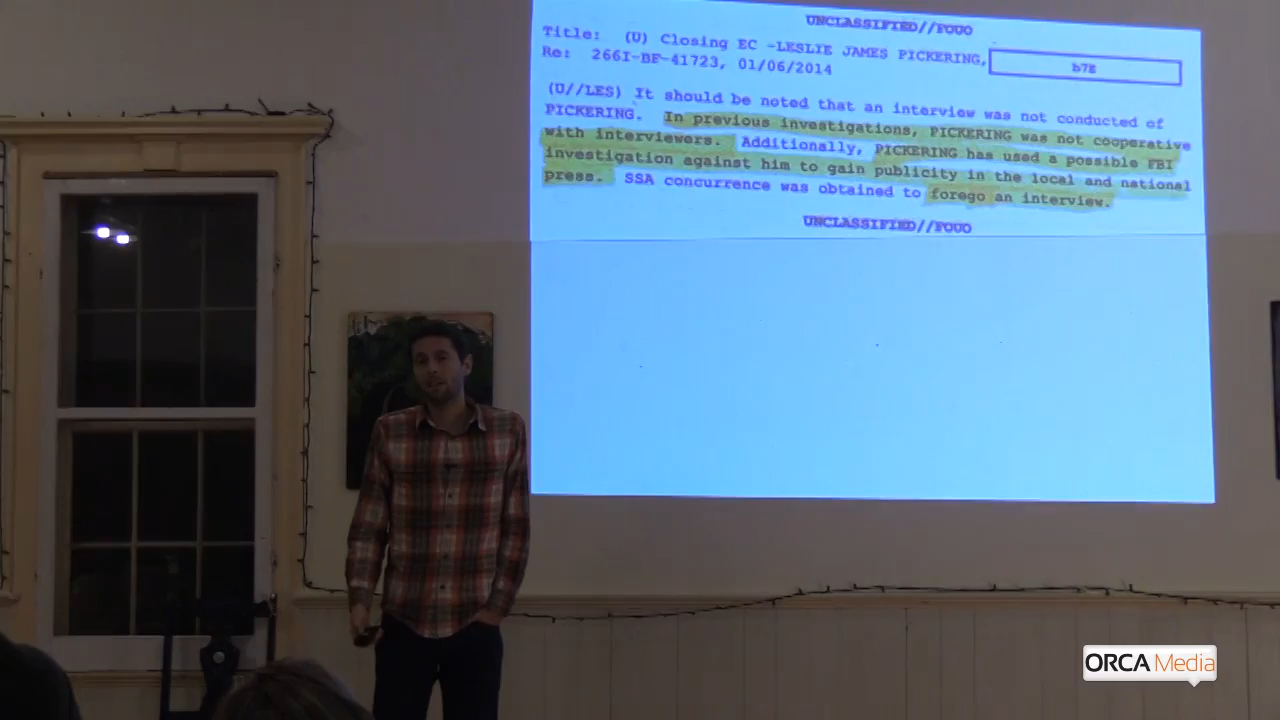 UNCLASSIFIED//FOUO
Title: (U) Closing EC -LESLIE JAMES PICKERING,
b7E
Re: 266I-BF-41723, 01/06/2014
(U//LES) It should be noted that an interview was not conducted of
PICKERING. In previous investigations, PICKERING was not cooperative
with interviewers. Additionally, PICKERING has used a possible FBI
investigation against him to gain publicity in the local and national
press. SSA concurrence was obtained to forego an interview.
UNCLASSIFIED//FOUO
ORCA Media